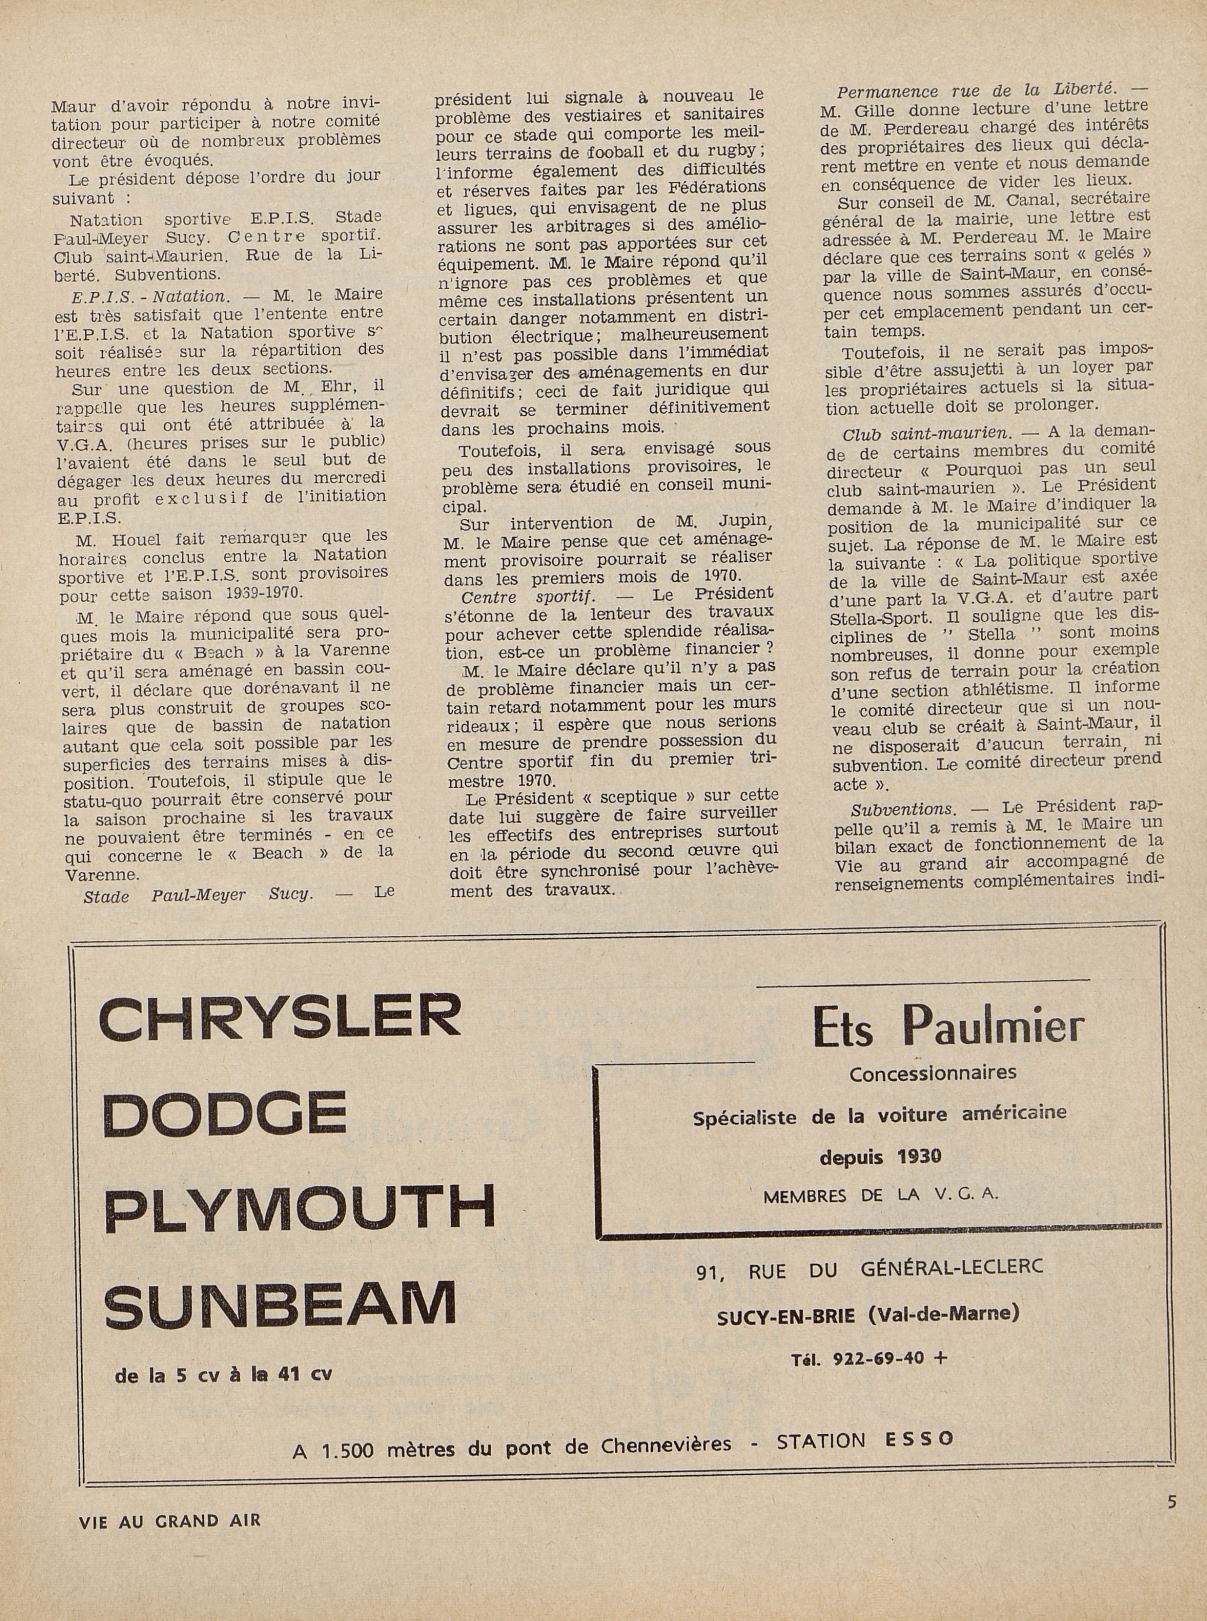 Maur d'avoir répondu à notre invi-
tation pour participer à notre comité
directeur où de nombreux problèmes
vont être évoqués.
Le président dépose l'ordre du jour
suivant :
Natation sportive E.P.I.S. Stade
Paul-Meyer Sucy. Centre sportif.
Club saint-Maurien. Rue de la Li-
berté. Subventions.
E.P.I.S. - Natation. — M. le Maire
est très satisfait que l'entente entre
l'E.P.I.S. et la Natation sportive s
soit réalisée sur la répartition des
heures entre les deux sections.
Sur une question de M. Ehr, il
rappelle que les heures supplémen-
taires qui ont été attribuée à la
V.G.A. (heures prises sur le public)
l'avaient été dans le seul but de
dégager les deux heures du mercredi
au profit exclusif de l'initiation
E.P.I.S.
M. Houel fait remarquer que les
horaires conclus entre la Natation
sportive et l'E.P.I.S. sont provisoires
pour cette saison 1939-1970.
M. le Maire répond que sous quel-
ques mois la municipalité sera pro-
priétaire du « Beach » à la Varenne
et qu'il sera aménagé en bassin cou-
vert, il déclare que dorénavant il ne
sera plus construit de groupes sco-
laires que de bassin de natation
autant que cela soit possible par les
superficies des terrains mises à dis-
position. Toutefois, il stipule que le
statu-quo pourrait être conservé pour
la saison prochaine si les travaux
ne pouvaient être terminés - en ce
qui concerne le « Beach » de la
Varenne.
Stade Paul-Meyer Sucy. — Le
président lui signale à nouveau le
problème des vestiaires et sanitaires
pour ce stade qui comporte les meil-
leurs terrains de fooball et du rugby ;
l'informe également des difficultés
et réserves faites par les Fédérations
et ligues, qui envisagent de ne plus
assurer les arbitrages si des amélio-
rations ne sont pas apportées sur cet
équipement. M. le Maire répond qu'il
n'ignore pas ces problèmes et que
même ces installations présentent un
certain danger notamment en distri-
bution électrique ; malheureusement
il n'est pas possible dans l'immédiat
d'envisager des aménagements en dur
définitifs ; ceci de fait juridique qui
devrait se terminer définitivement
dans les prochains mois.
Toutefois, il sera envisagé sous
peu des installations provisoires, le
problème sera étudié en conseil muni-
cipal.
Sur intervention de M. Jupin,
M. le Maire pense que cet aménage-
ment provisoire pourrait se réaliser
dans les premiers mois de 1970.
Centre sportif. — Le Président
s'étonne de la lenteur des travaux
pour achever cette splendide réalisa-
tion, est-ce un problème financier ?
M. le Maire déclare qu'il n'y a pas
de problème financier mais un cer-
tain retard notamment pour les murs
rideaux ; il espère que nous serions
en mesure de prendre possession du
Centre sportif fin du premier tri-
mestre 1970.
Le Président « sceptique » sur cette
date lui suggère de faire surveiller
les effectifs des entreprises surtout
en la période du second œuvre qui
doit être synchronisé pour l'achève-
ment des travaux.
Permanence rue de la Liberté. —
M. Gille donne lecture d'une lettre
de M. Perdereau chargé des intérêts
des propriétaires des lieux qui décla-
rent mettre en vente et nous demande
en conséquence de vider les lieux.
Sur conseil de M. Canal, secrétaire
général de la mairie, une lettre est
adressée à M. Perdereau M. le Maire
déclare que ces terrains sont « gelés »
par la ville de Saint-Maur, en consé-
quence nous sommes assurés d'occu-
per cet emplacement pendant un cer-
tain temps.
Toutefois, il ne serait pas impos-
sible d'être assujetti à un loyer par
les propriétaires actuels si la situa-
tion actuelle doit se prolonger.
Club saint-maurien. — A la deman-
de de certains membres du comité
directeur « Pourquoi pas un seul
club saint-maurien ». Le Président
demande à M. le Maire d'indiquer la
position de la municipalité sur ce
sujet. La réponse de M. le Maire est
la suivante : « La politique sportive
de la ville de Saint-Maur est axée
d'une part la V.G.A. et d'autre part
Stella-Sport. Il souligne que les dis-
ciplines de " Stella " sont moins
nombreuses, il donne pour exemple
son refus de terrain pour la création
d'une section athlétisme. Il informe
le comité directeur que si un nou-
veau club se créait à Saint-Maur, il
ne disposerait d'aucun terrain, ni
subvention. Le comité directeur prend
acte ».
Subventions. — Le Président rap-
pelle qu'il a remis à M. le Maire un
bilan exact de fonctionnement de la
Vie au grand air accompagné de
renseignements complémentaires indi-
CHRYSLER
DODGE
PLYMOUTH
SUNBEAM
de la 5 cv à la 41 cv
Ets Paulmier
Concessionnaires
Spécialiste de la voiture américaine
depuis 1930
MEMBRES DE LA V. G. A.
91, RUE DU GÉNÉRAL-LECLERC
SUCY-EN-BRIE (Val-de-Marne)
Tél. 922-69-40 +
A 1.500 mètres du pont de Chennevières - STATION ESSO
VIE AU GRAND AIR
5